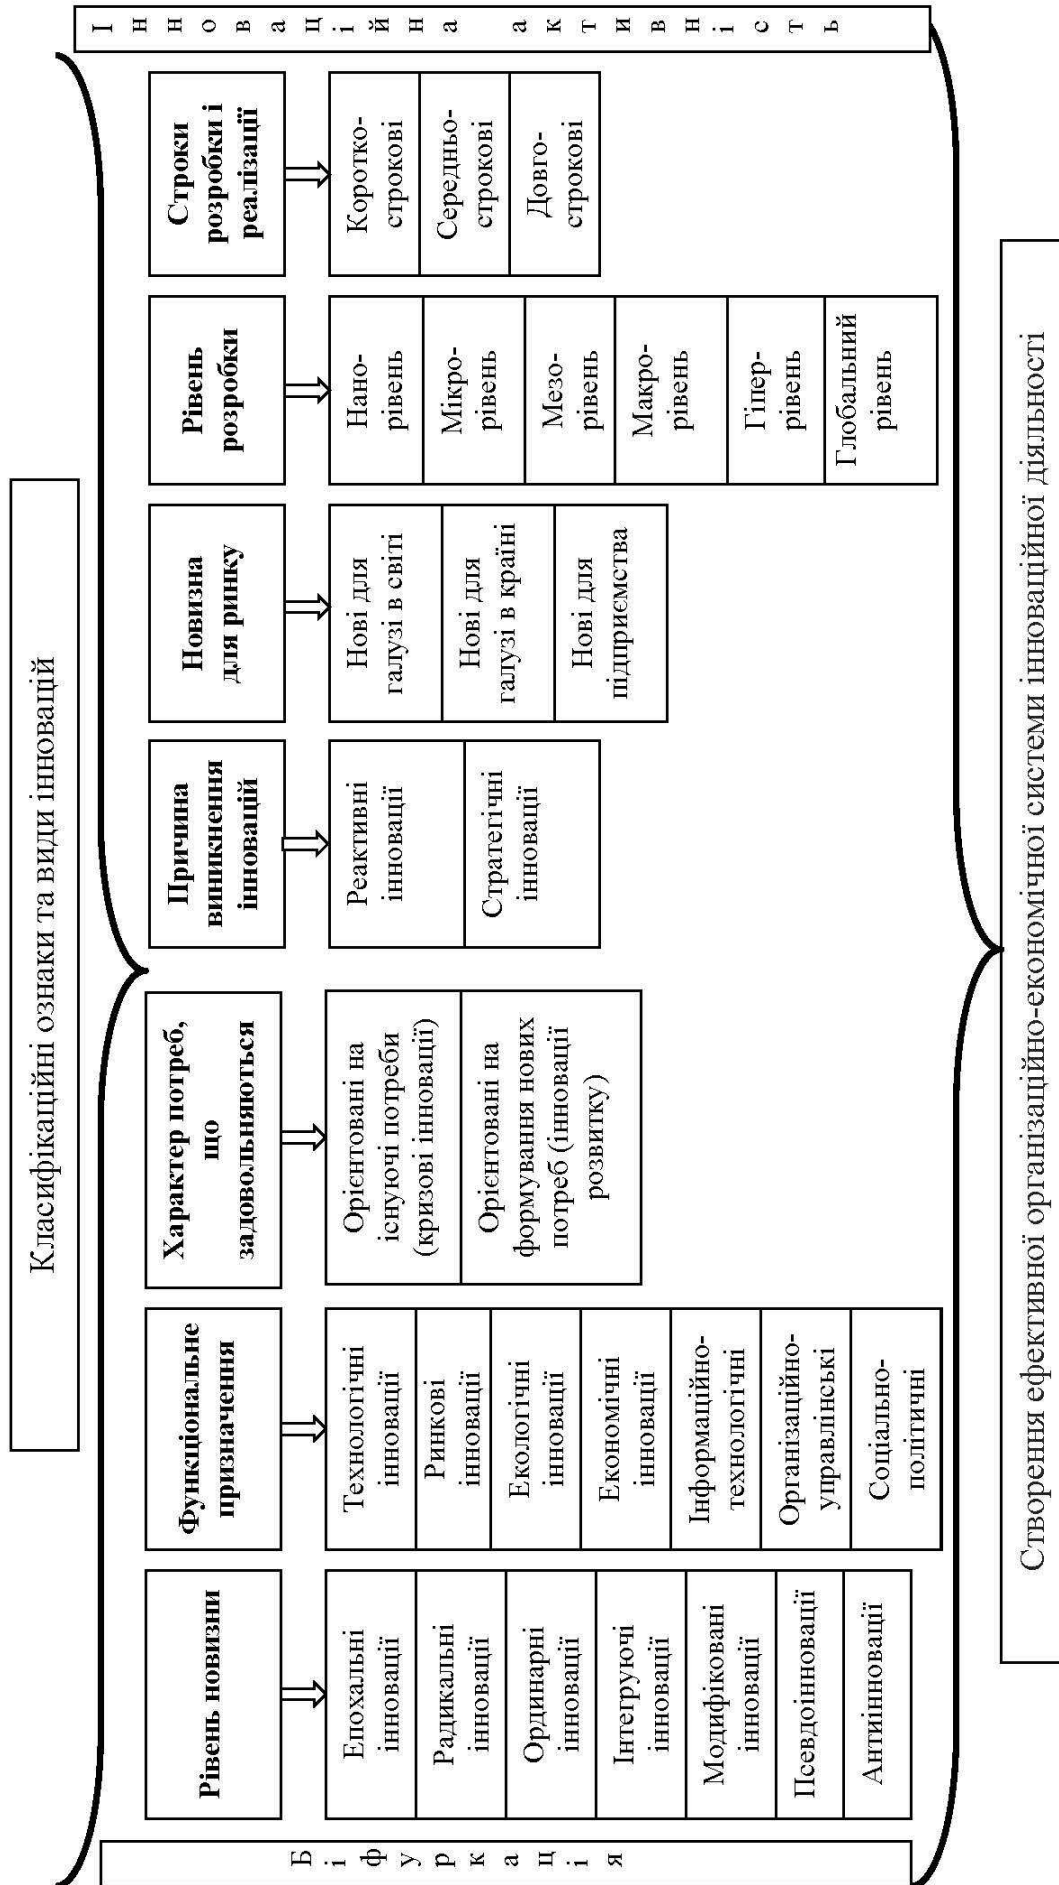 Класифікаційні ознаки та види інновацій
Біфуркація
Рівень новизни
Епохальні
інновації
Радикальні
інновації
Ординарні
інновації
Інтегруючі
інновації
Модифіковані
інновації
Псевдоінновації
Антиінновації
Функціональне
призначення
Технологічні
інновації
Ринкові
інновації
Екологічні
інновації
Економічні
інновації
Інформаційно-
технологічні
Організаційно-
управлінські
Соціально-
політичні
Характер потреб,
що
задовольняються
Орієнтовані на
існуючі потреби
(кризові інновації)
Орієнтовані на
формування нових
потреб (інновації
розвитку)
Причина
виникнення
інновацій
Реактивні
інновації
Стратегічні
інновації
Новизна
для ринку
Нові для
галузі в світі
Нові для
галузі в країні
Нові для
підприємства
Рівень
розробки
Нано-
рівень
Мікро-
рівень
Мезо-
рівень
Макро-
рівень
Гіпер-
рівень
Глобальний
рівень
Строки
розробки і
реалізації
Коротко-
строкові
Середньо-
строкові
Довго-
строкові
Інноваційна активність
Створення ефективної організаційно-економічної системи інноваційної діяльності